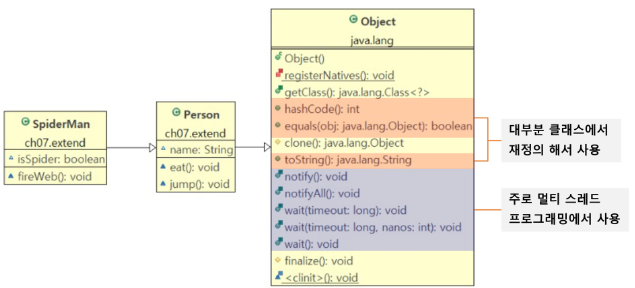 SpiderMan
ch07.extend
isSpider: boolean
fireWeb(): void
Person
ch07.extend
name: String
eat(): void
jump(): void
Object
java.lang
Object()
registerNatives(): void
getClass(): java.lang.Class<?>
hashCode(): int
equals(obj: java.lang.Object): boolean
clone(): java.lang.Object
toString(): java.lang.String
notify(): void
notifyAll(): void
wait(timeout: long): void
wait(timeout: long, nanos: int): void
wait(): void
finalize(): void
<clinit>(): void
대부분 클래스에서
재정의 해서 사용
주로 멀티 스레드
프로그래밍에서 사용